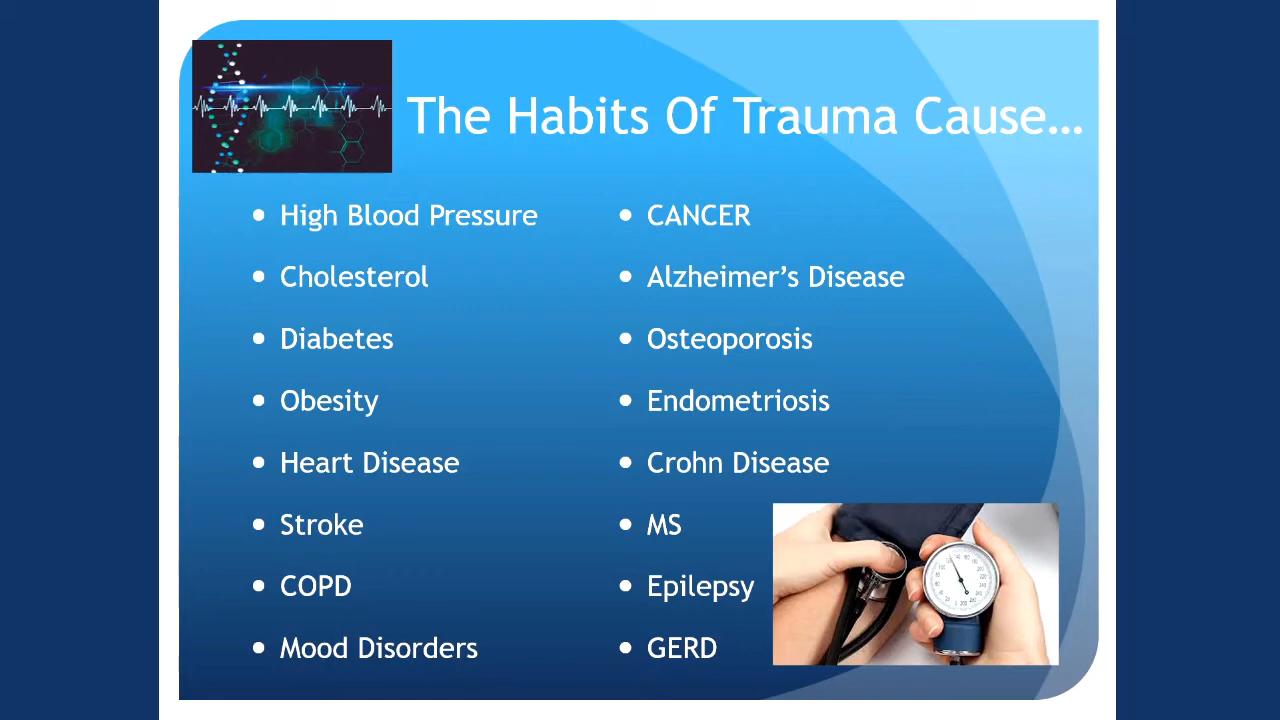 The Habits Of Trauma Cause...
• High Blood Pressure
• Cholesterol
• Diabetes
• Obesity
• Heart Disease
• Stroke
• COPD
• Mood Disorders
• CANCER
• Alzheimer’s Disease
• Osteoporosis
• Endometriosis
• Crohn Disease
• MS
• Epilepsy
• GERD